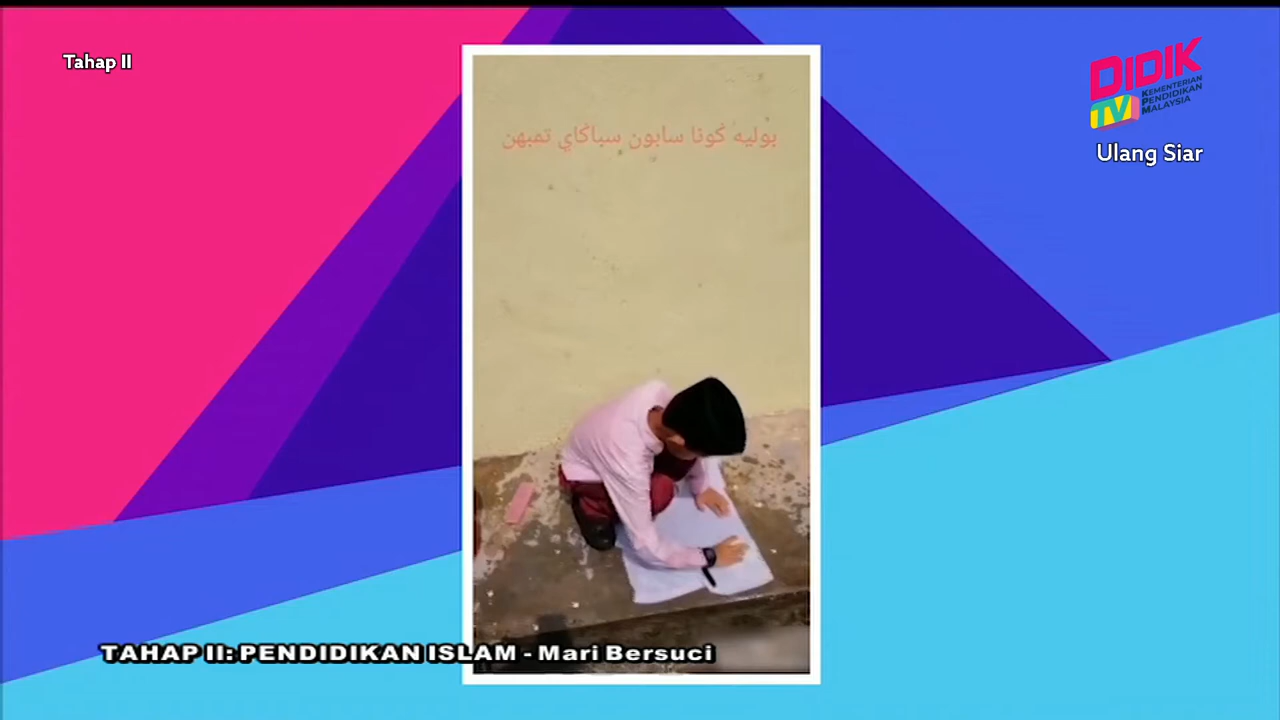 Tahap II
DIDIK
TV
KEMENTERIAN
PENDIDIKAN
MALAYSIA
Ulang Siar
بوليه ݢونا سابون سباݢاي تمبهن
TAHAP II: PENDIDIKAN ISLAM - Mari Bersuci